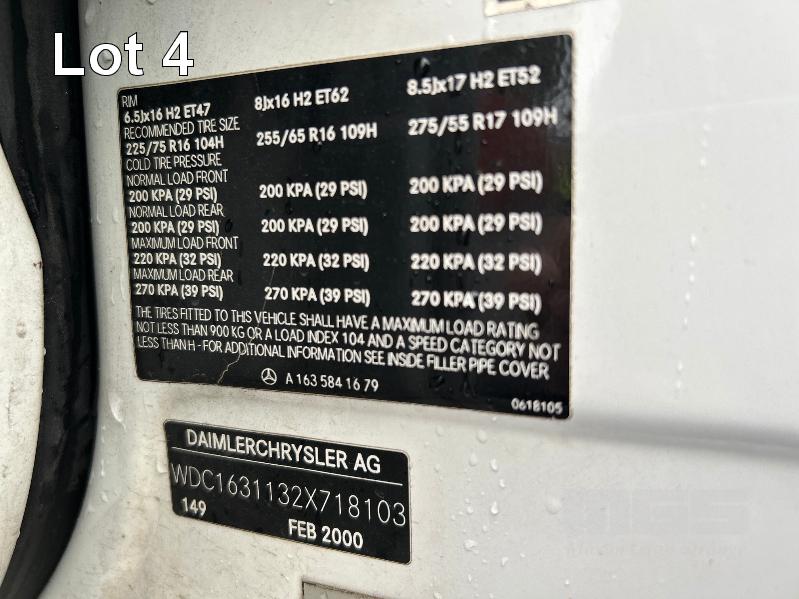 Lot 4
RIM
6.5Jx16 H2 ET47 8Jx16 H2 ET62 8.5Jx17 H2 ET52
RECOMMENDED TIRE SIZE
225/75 R16 104H 255/65 R16 109H 275/55 R17 109H
COLD TIRE PRESSURE
NORMAL LOAD FRONT
200 KPA (29 PSI) 200 KPA (29 PSI) 200 KPA (29 PSI)
NORMAL LOAD REAR
200 KPA (29 PSI) 200 KPA (29 PSI) 200 KPA (29 PSI)
MAXIMUM LOAD FRONT
220 KPA (32 PSI) 220 KPA (32 PSI) 220 KPA (32 PSI)
MAXIMUM LOAD REAR
270 KPA (39 PSI) 270 KPA (39 PSI) 270 KPA (39 PSI)
THE TIRES FITTED TO THIS VEHICLE SHALL HAVE A MAXIMUM LOAD RATING
NOT LESS THAN 900 KG OR A LOAD INDEX 104 AND A SPEED CATEGORY NOT
LESS THAN H - FOR ADDITIONAL INFORMATION SEE INSIDE FILLER PIPE COVER
A 163 584 16 79
0618105
DAIMLERCHRYSLER AG
WDC1631132X718103
149
FEB 2000